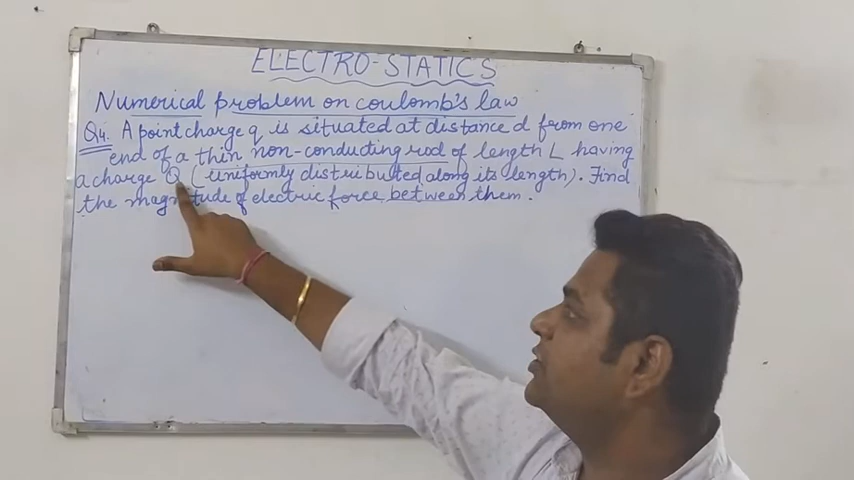 ELECTRO-STATICS
Numerical problem on coulomb's law
Q4. A point charge q is situated at distance d from one
end of a thin non-conducting rod of length L having
a charge Q (uniformly distributed along its length). Find
the magnitude of electric force between them.